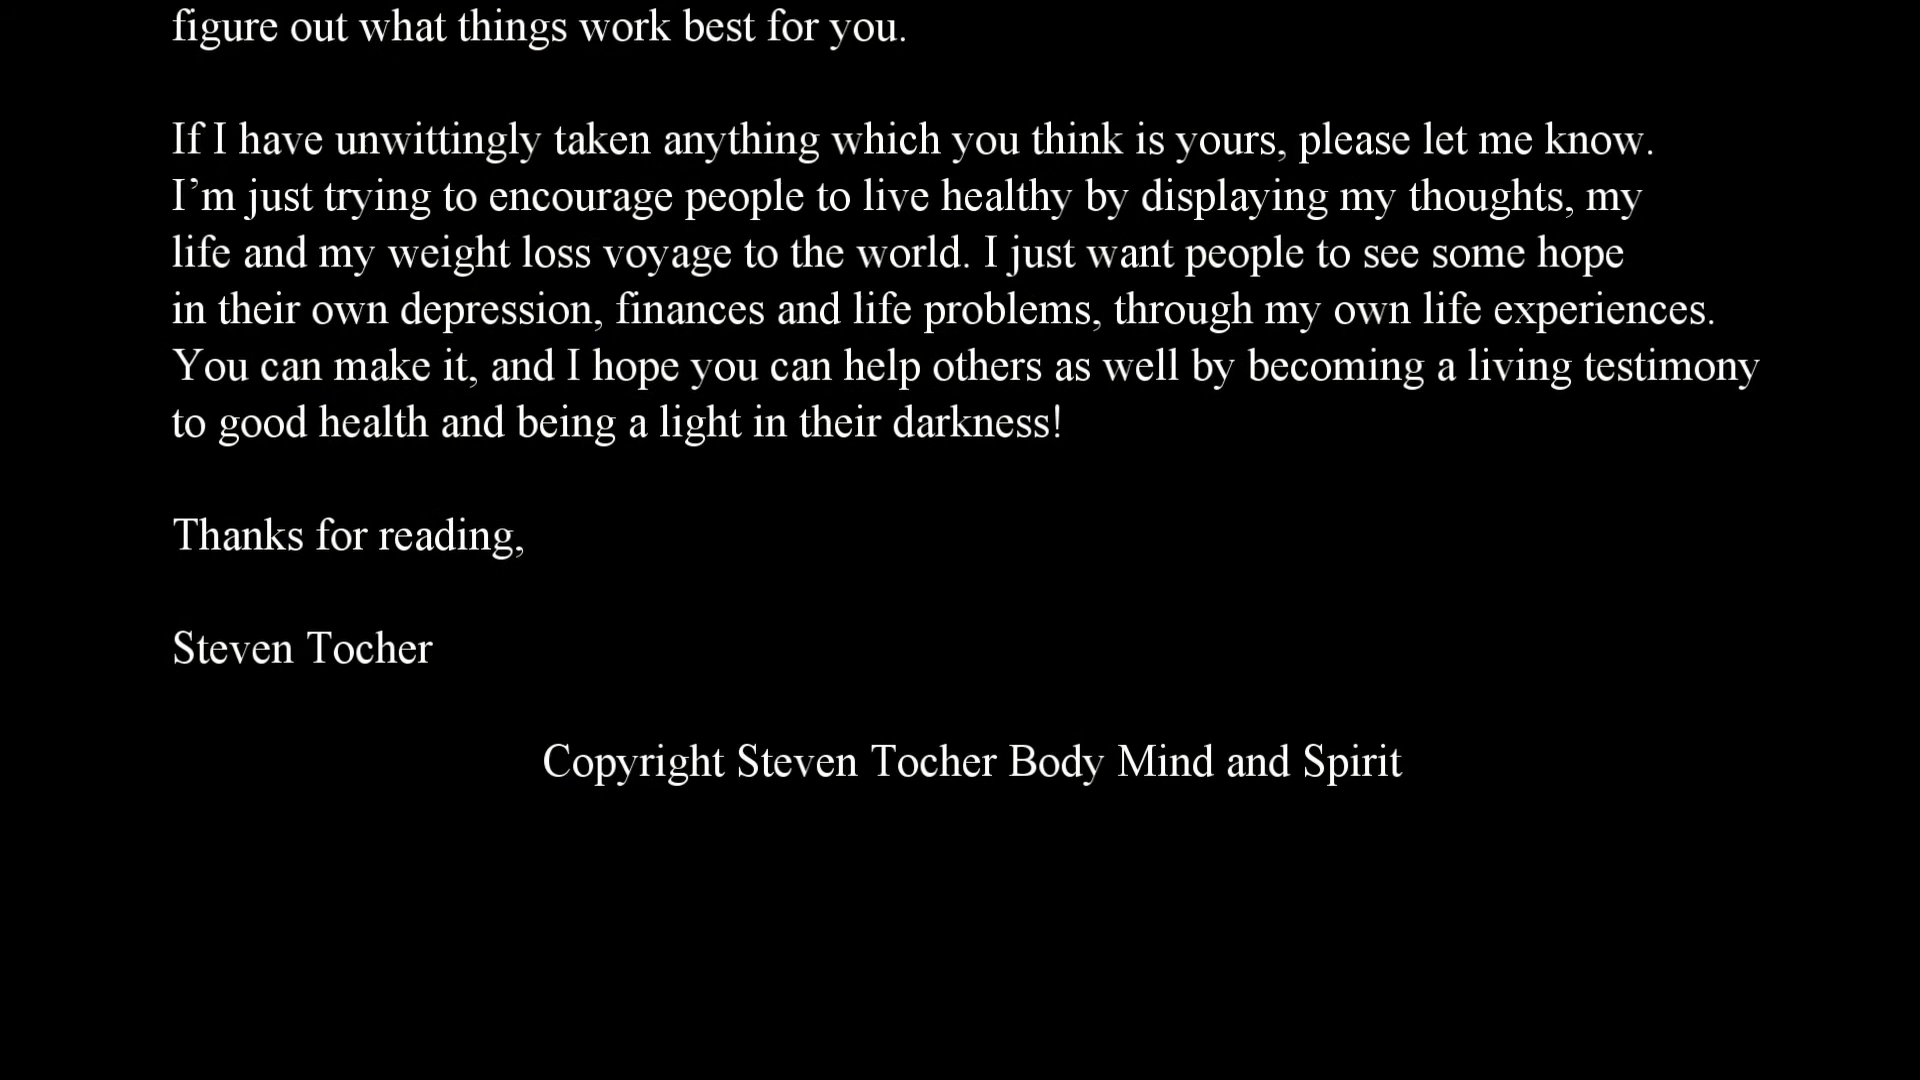 figure out what things work best for you.
If I have unwittingly taken anything which you think is yours, please let me know.
I’m just trying to encourage people to live healthy by displaying my thoughts, my
life and my weight loss voyage to the world. I just want people to see some hope
in their own depression, finances and life problems, through my own life experiences.
You can make it, and I hope you can help others as well by becoming a living testimony
to good health and being a light in their darkness!
Thanks for reading,
Steven Tocher
Copyright Steven Tocher Body Mind and Spirit